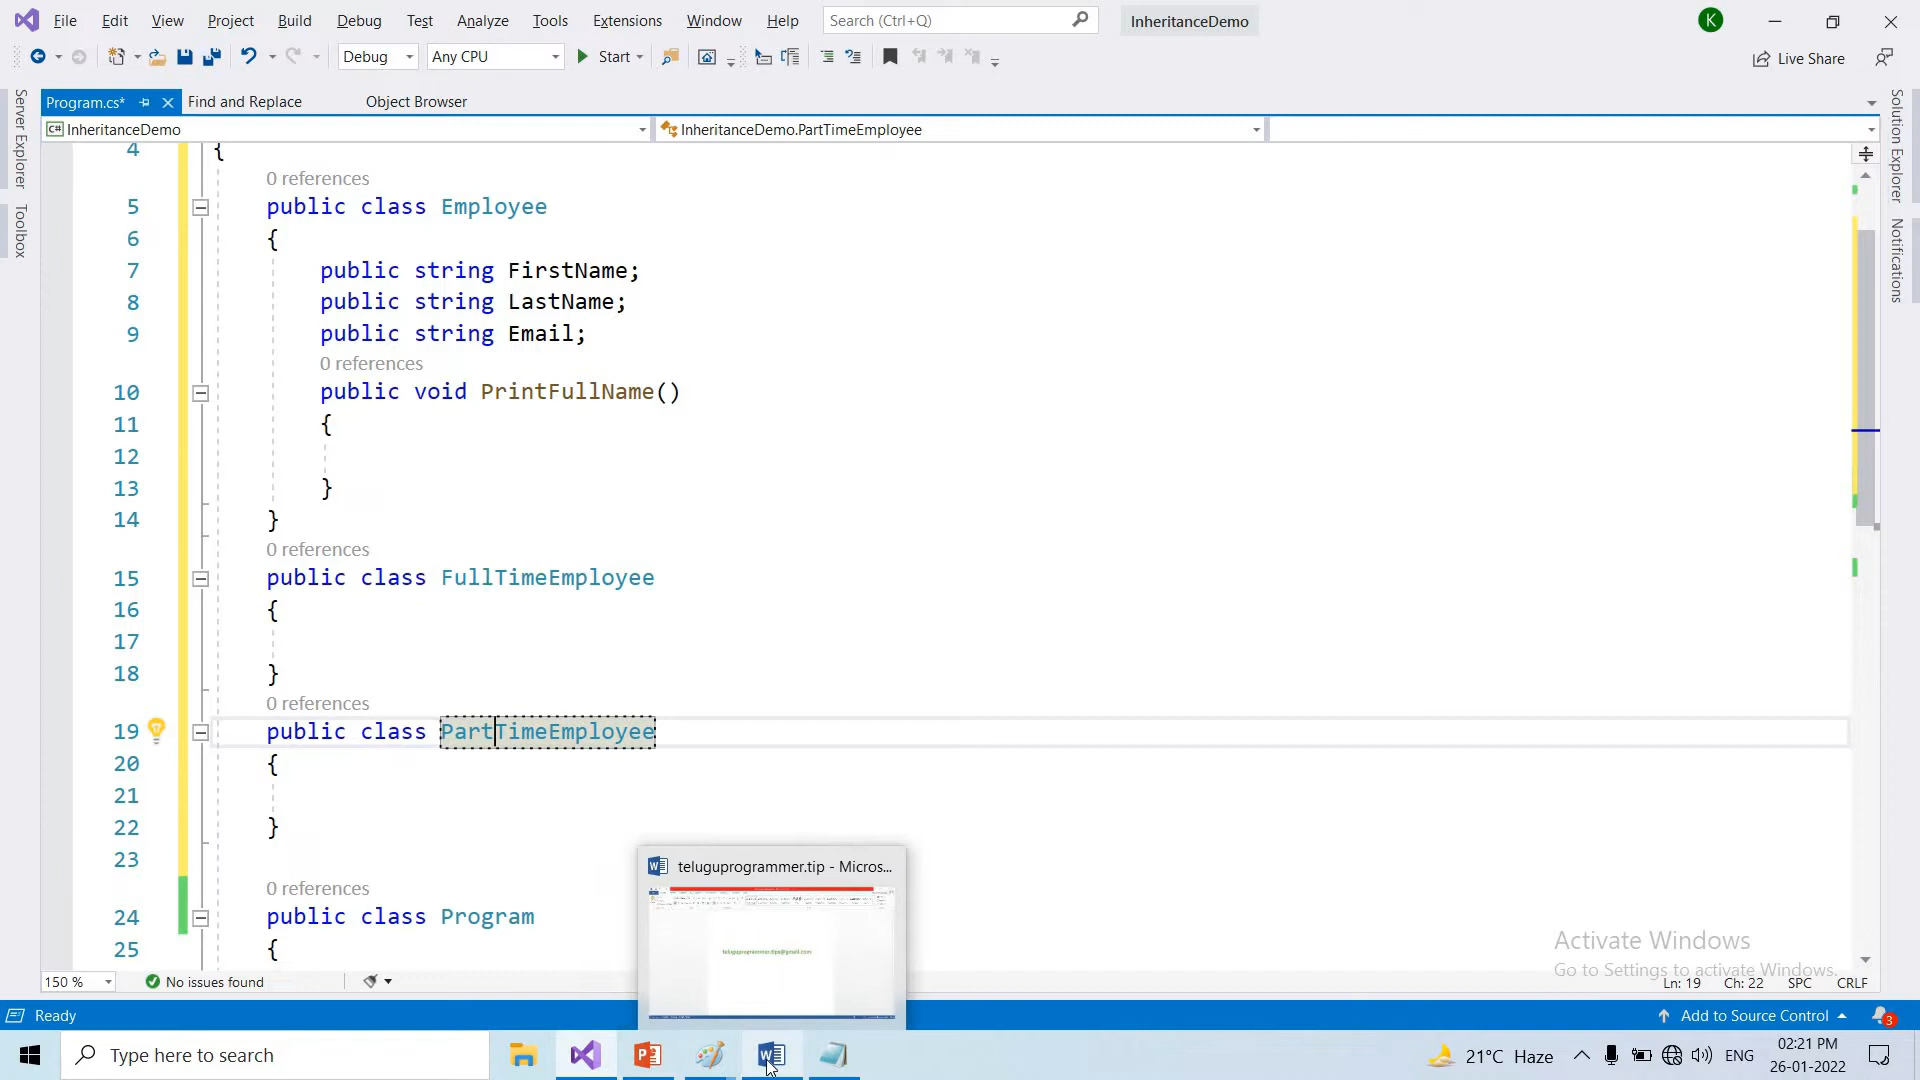 File Edit View Project Build Debug Test Analyze Tools Extensions Window Help Search (Ctrl+Q) InheritanceDemo K
Debug Any CPU Start Live Share
Program.cs* Find and Replace Object Browser
InheritanceDemo InheritanceDemo.PartTimeEmployee
Server Explorer
Toolbox
Solution Explorer
Notifications
4 {
0 references
5 public class Employee
6 {
7 public string FirstName;
8 public string LastName;
9 public string Email;
0 references
10 public void PrintFullName()
11 {
12
13 }
14 }
0 references
15 public class FullTimeEmployee
16 {
17
18 }
0 references
19 public class PartTimeEmployee
20 {
21
22 }
23
0 references
24 public class Program
25 {
teluguprogrammer.tip - Micros...
teluguprogrammer.tips@gmail.com
Activate Windows
Go to Settings to activate Windows.
150 % No issues found Ln: 19 Ch: 22 SPC CRLF
Ready Add to Source Control 3
Type here to search 21°C Haze ENG 02:21 PM
26-01-2022